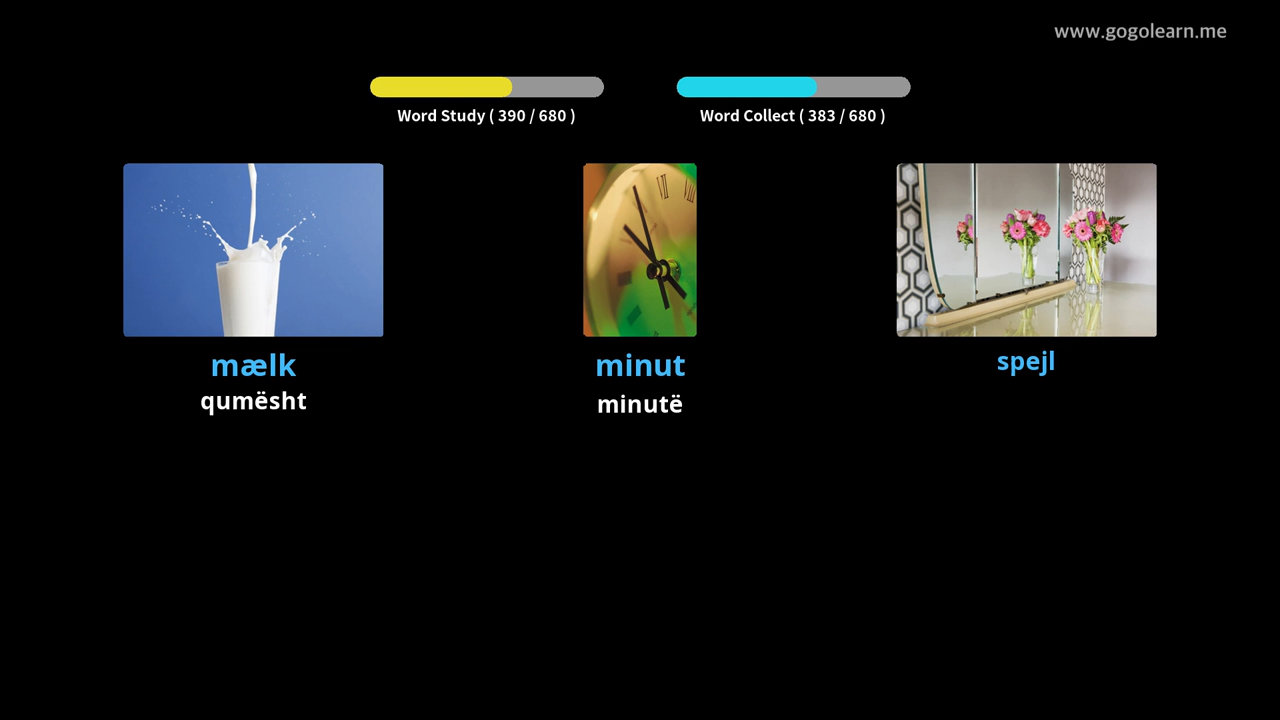 www.gogolearn.me
Word Study ( 390 / 680 )
Word Collect ( 383 / 680 )
mælk
qumësht
minut
minutë
spejl